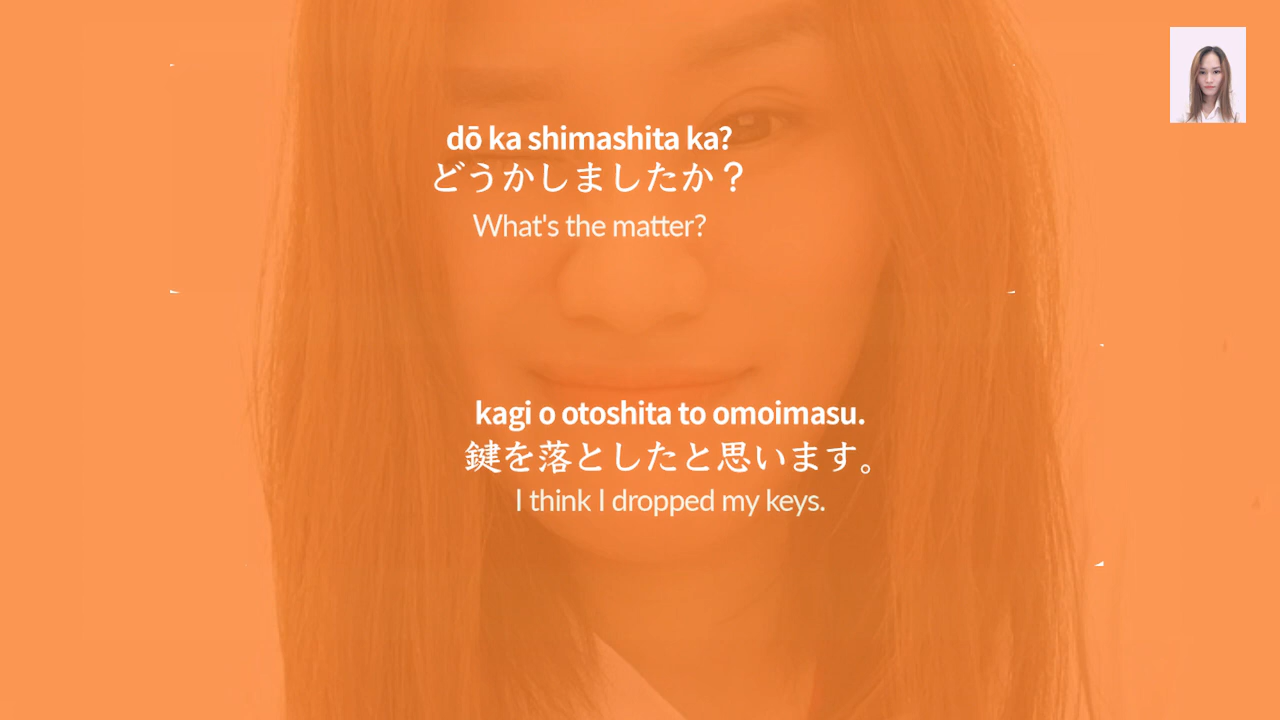 dō ka shimashita ka?
どうかしましたか？
What's the matter?
kagi o otoshita to omoimasu.
鍵を落としたと思います。
I think I dropped my keys.